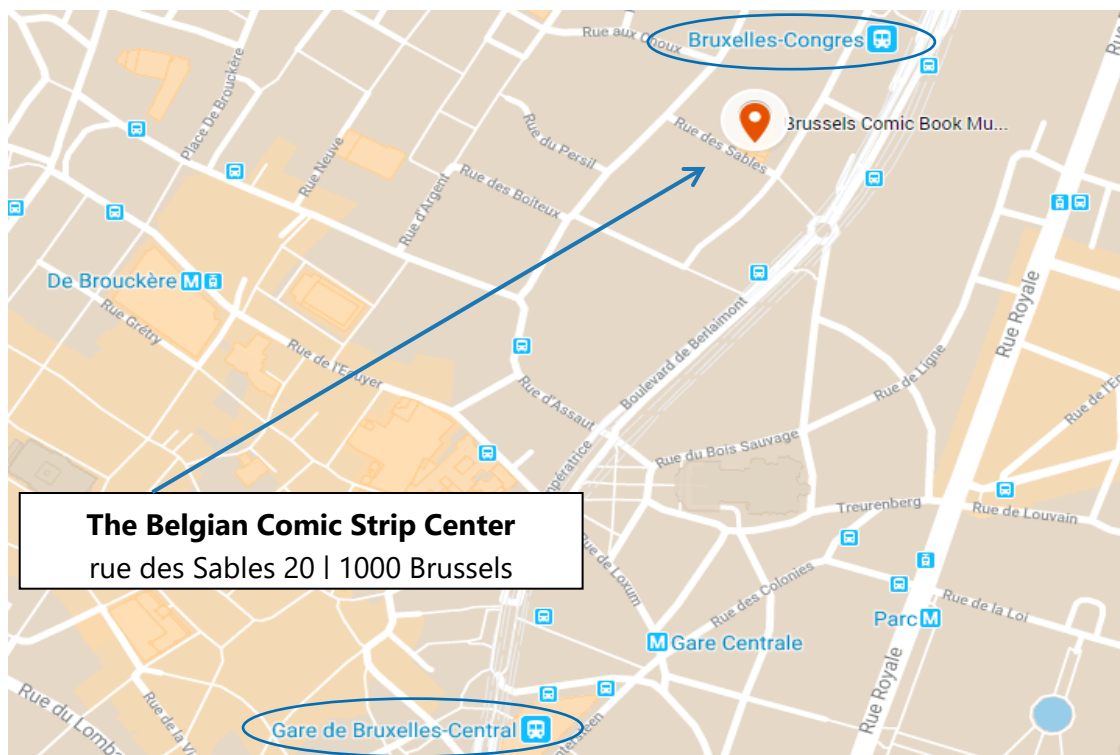 Rue aux Choux
Bruxelles-Congres
Brussels Comic Book Mu...
Place De Brouckère
Rue Neuve
Rue du Persil
Rue des Sables
Rue des Boiteux
Rue d'Argent
De Brouckère M
Rue Grétry
Rue de l'Ecuyer
Boulevard de Berlaimont
Rue Royale
Rue de Ligne
Rue d'Assaut
Rue du Bois Sauvage
The Belgian Comic Strip Center
rue des Sables 20 | 1000 Brussels
Treurenberg
Rue de Louvain
Rue de Loxum
Rue des Colonies
Rue de la Loi
Parc M
M Gare Centrale
Rue Royale
Gare de Bruxelles-Central